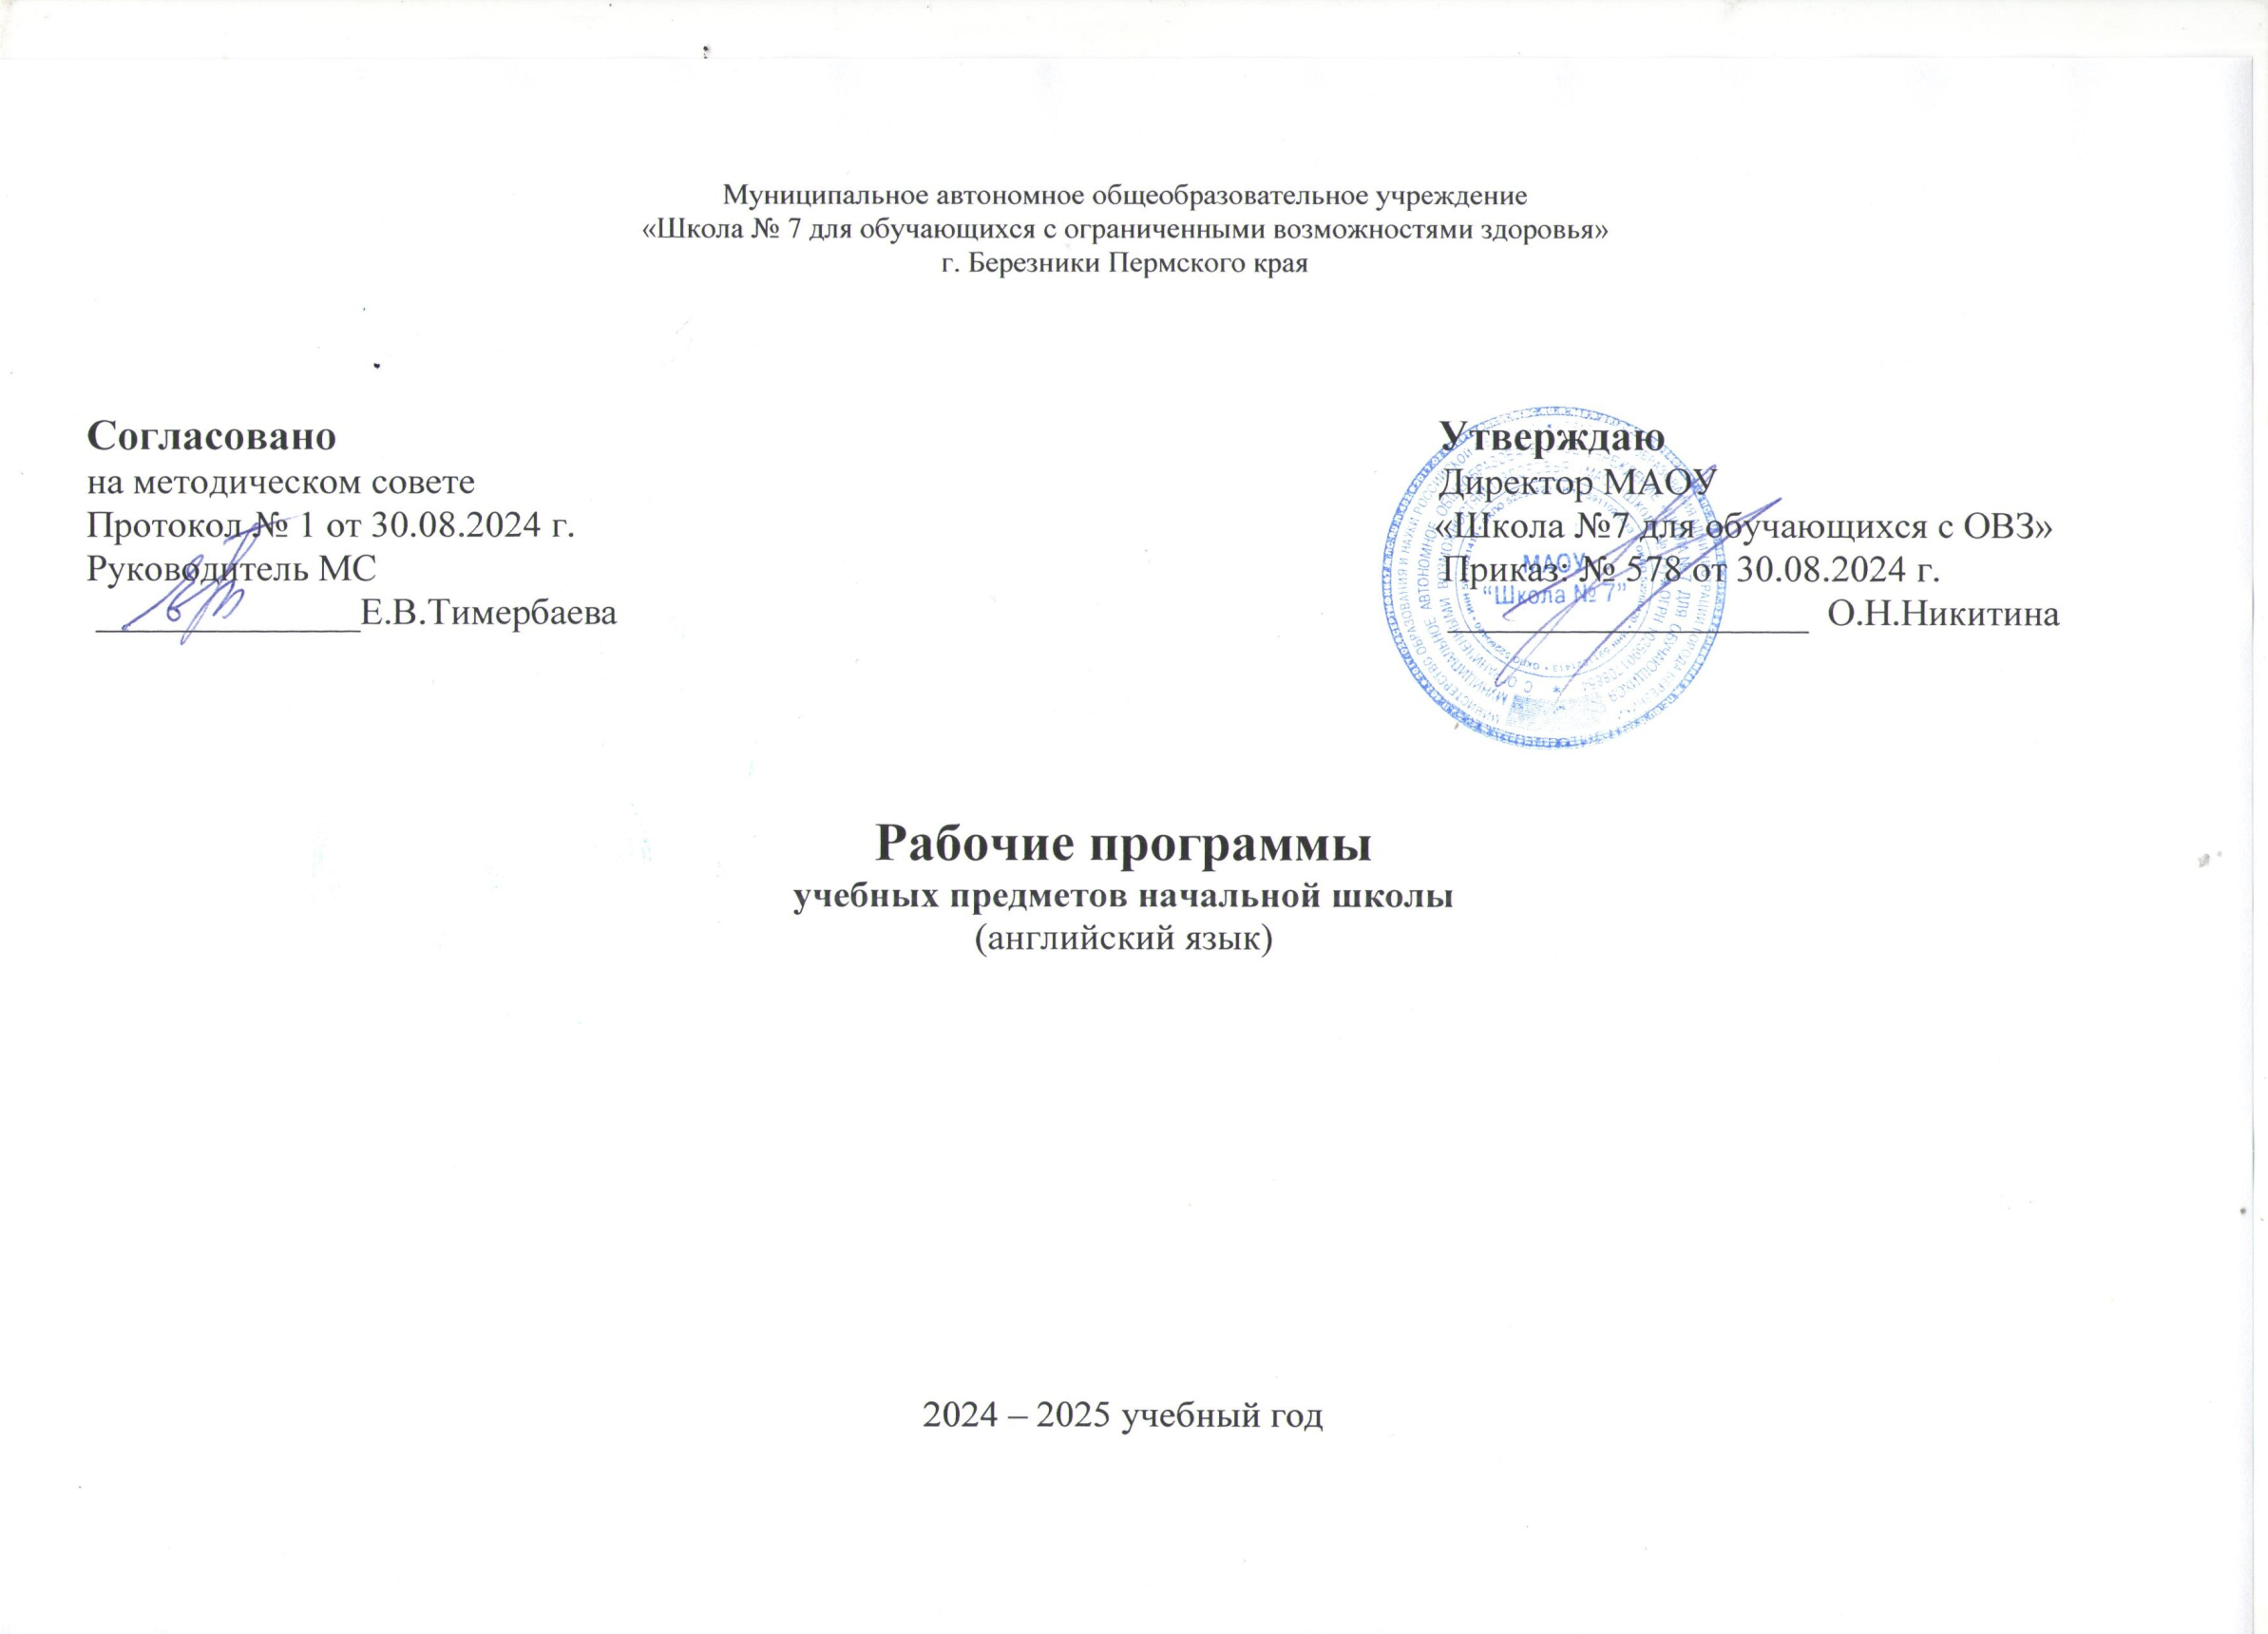 Муниципальное автономное общеобразовательное учреждение
«Школа № 7 для обучающихся с ограниченными возможностями здоровья»
г. Березники Пермского края
Согласовано
на методическом совете
Протокол № 1 от 30.08.2024 г.
Руководитель МС
______________Е.В.Тимербаева
Утверждаю
Директор МАОУ
«Школа №7 для обучающихся с ОВЗ»
Приказ: № 578 от 30.08.2024 г.
___________________ О.Н.Никитина
МАОУ
“Школа № 7”
Рабочие программы
учебных предметов начальной школы
(английский язык)
2024 – 2025 учебный год